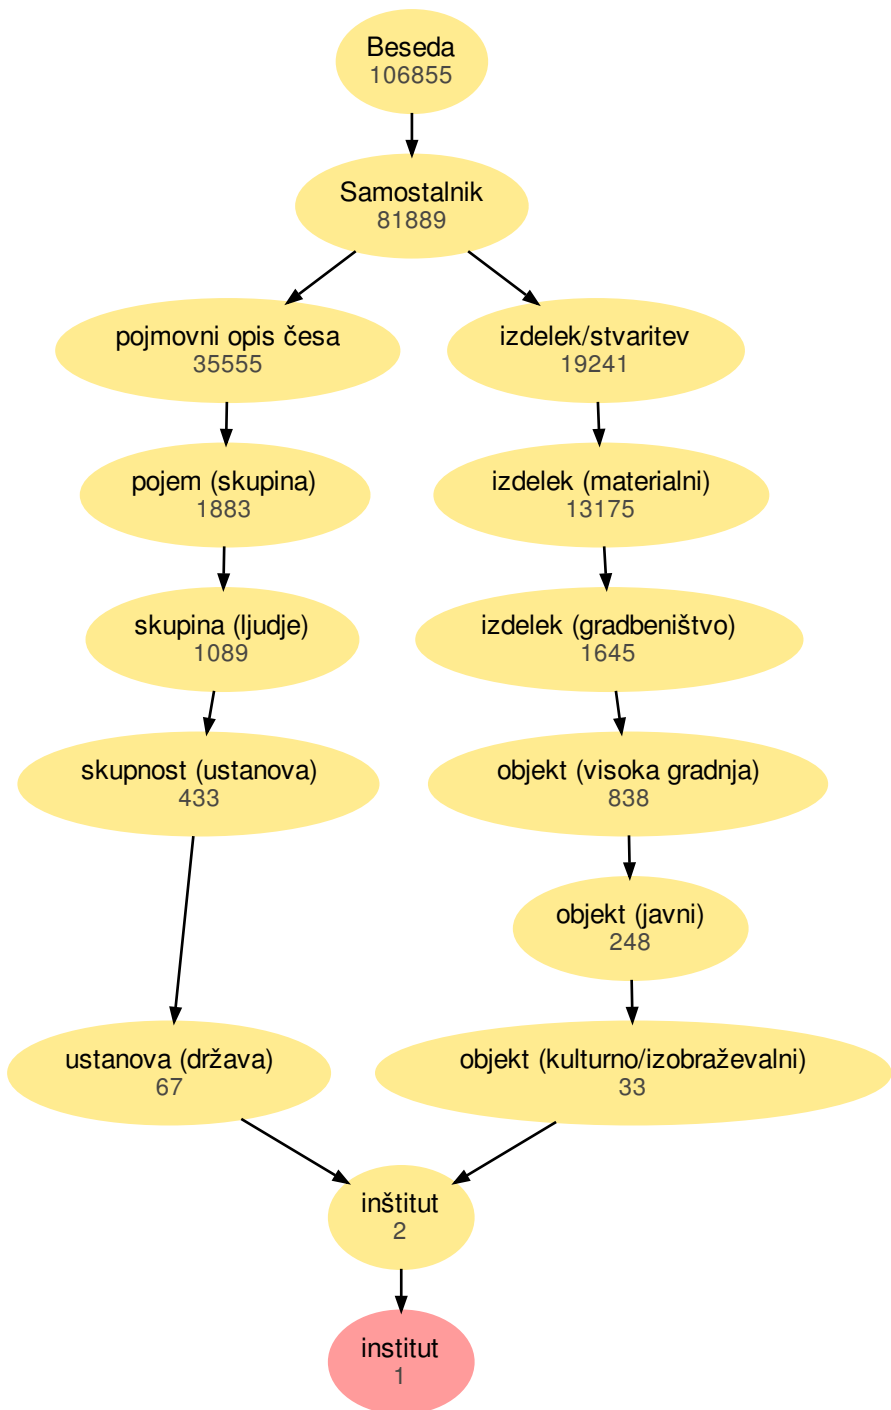 Beseda
106855
Samostalnik
81889
pojmovni opis česa
35555
izdelek/stvaritev
19241
pojem (skupina)
1883
izdelek (materialni)
13175
skupina (ljudje)
1089
izdelek (gradbeništvo)
1645
skupnost (ustanova)
433
objekt (visoka gradnja)
838
objekt (javni)
248
ustanova (država)
67
objekt (kulturno/izobraževalni)
33
inštitut
2
institut
1